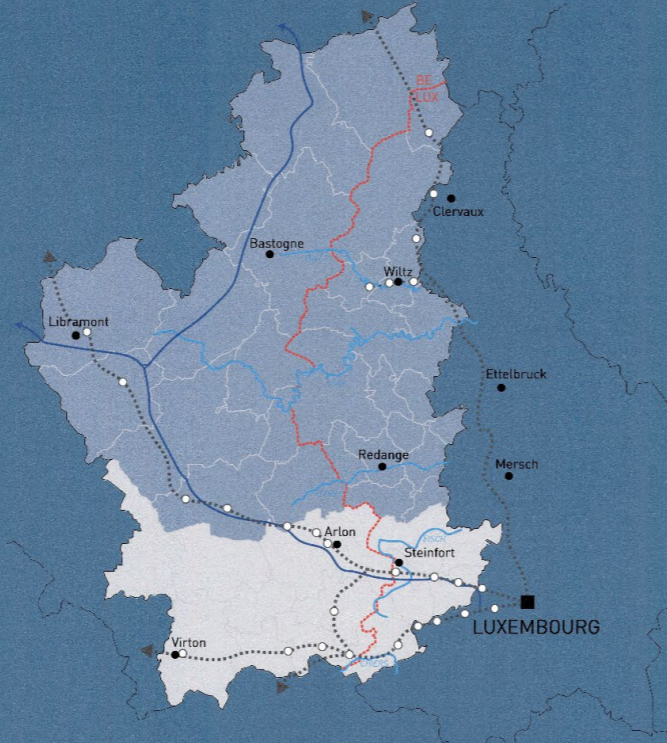 BE
LUX
Clervaux
Bastogne
Wiltz
Libramont
Ettelbruck
Redange
Mersch
Arlon
Steinfort
LUXEMBOURG
Virton